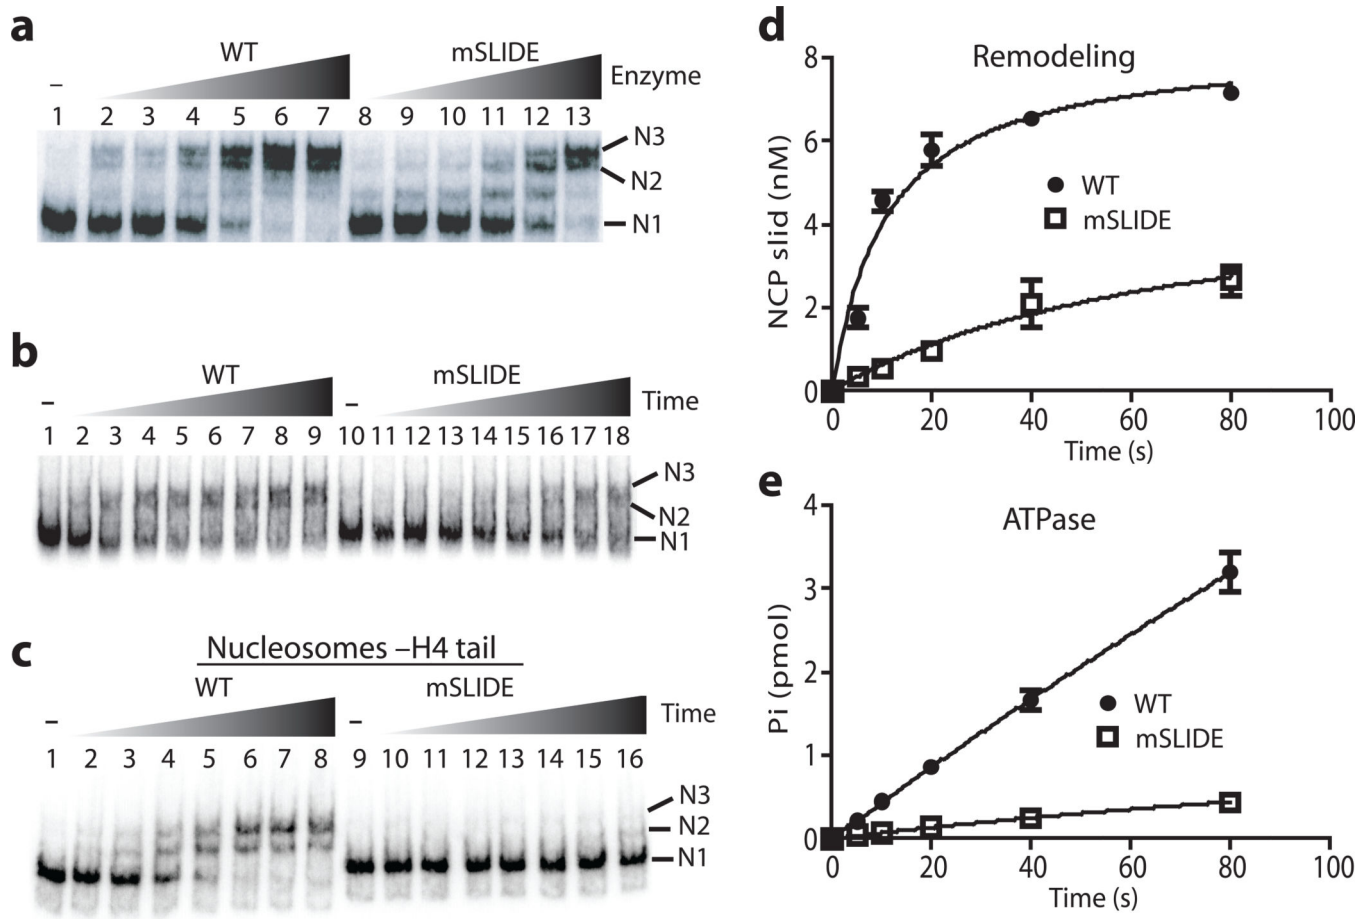 a
WT
mSLIDE
Enzyme
–
1 2 3 4 5 6 7 8 9 10 11 12 13
N3
N2
N1
b
WT
mSLIDE
Time
– –
1 2 3 4 5 6 7 8 9 10 11 12 13 14 15 16 17 18
N3
N2
N1
c
Nucleosomes –H4 tail
WT
mSLIDE
Time
– –
1 2 3 4 5 6 7 8 9 10 11 12 13 14 15 16
N3
N2
N1
d
Remodeling
8
6
4
2
0
NCP slid (nM)
WT
mSLIDE
0 20 40 60 80 100
Time (s)
e
ATPase
4
3
2
1
0
Pi (pmol)
WT
mSLIDE
0 20 40 60 80 100
Time (s)